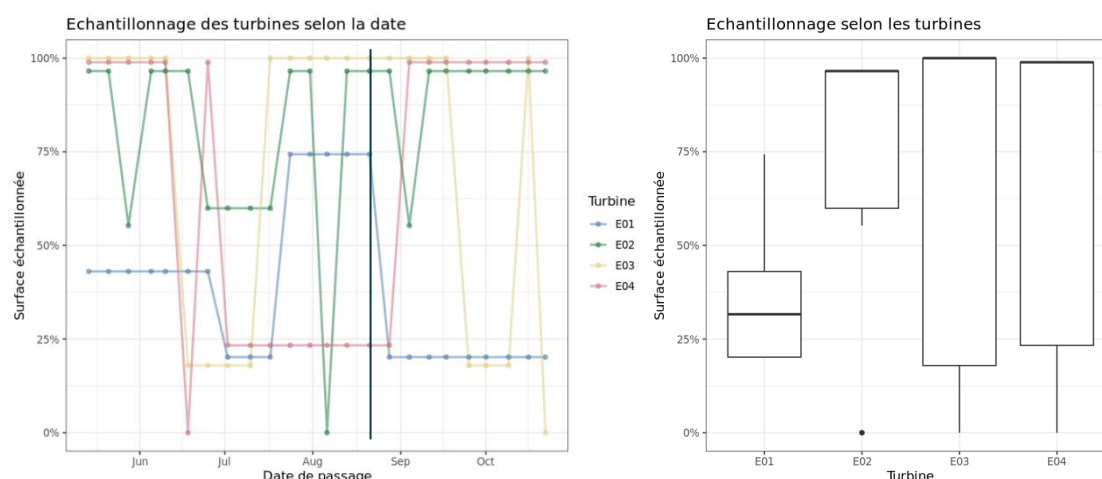 Echantillonnage des turbines selon la date
100%
75%
50%
25%
0%
Surface échantillonnée
Jun
Jul
Aug
Sep
Oct
Date de passage
Turbine
E01
E02
E03
E04
Echantillonage selon les turbines
100%
75%
50%
25%
0%
Surface échantillonnée
E01
E02
E03
E04
Turbine